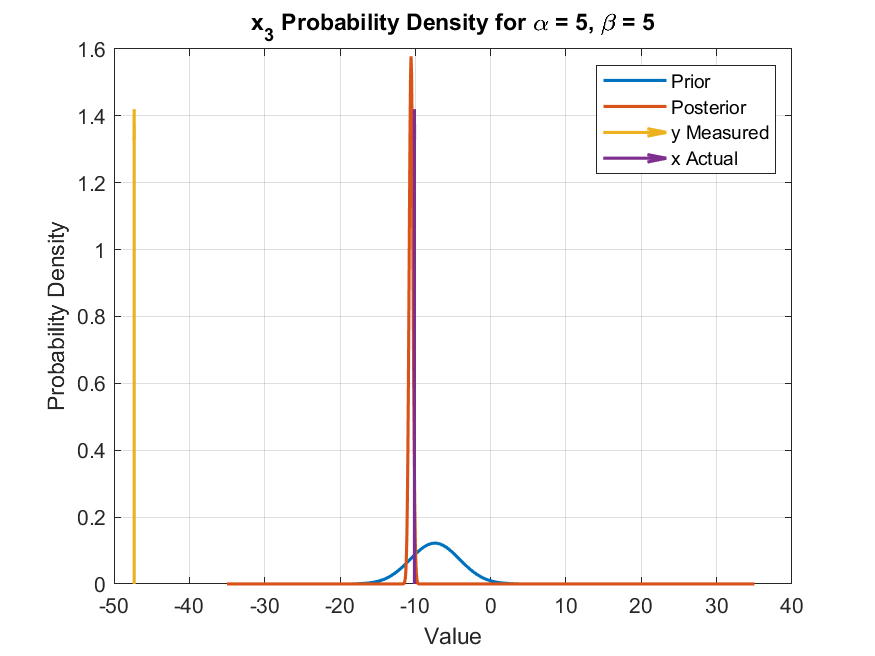 x₃ Probability Density for α = 5, β = 5
Prior
Posterior
y Measured
x Actual
1.6
1.4
1.2
1
0.8
0.6
0.4
0.2
0
Probability Density
-50 -40 -30 -20 -10 0 10 20 30 40
Value